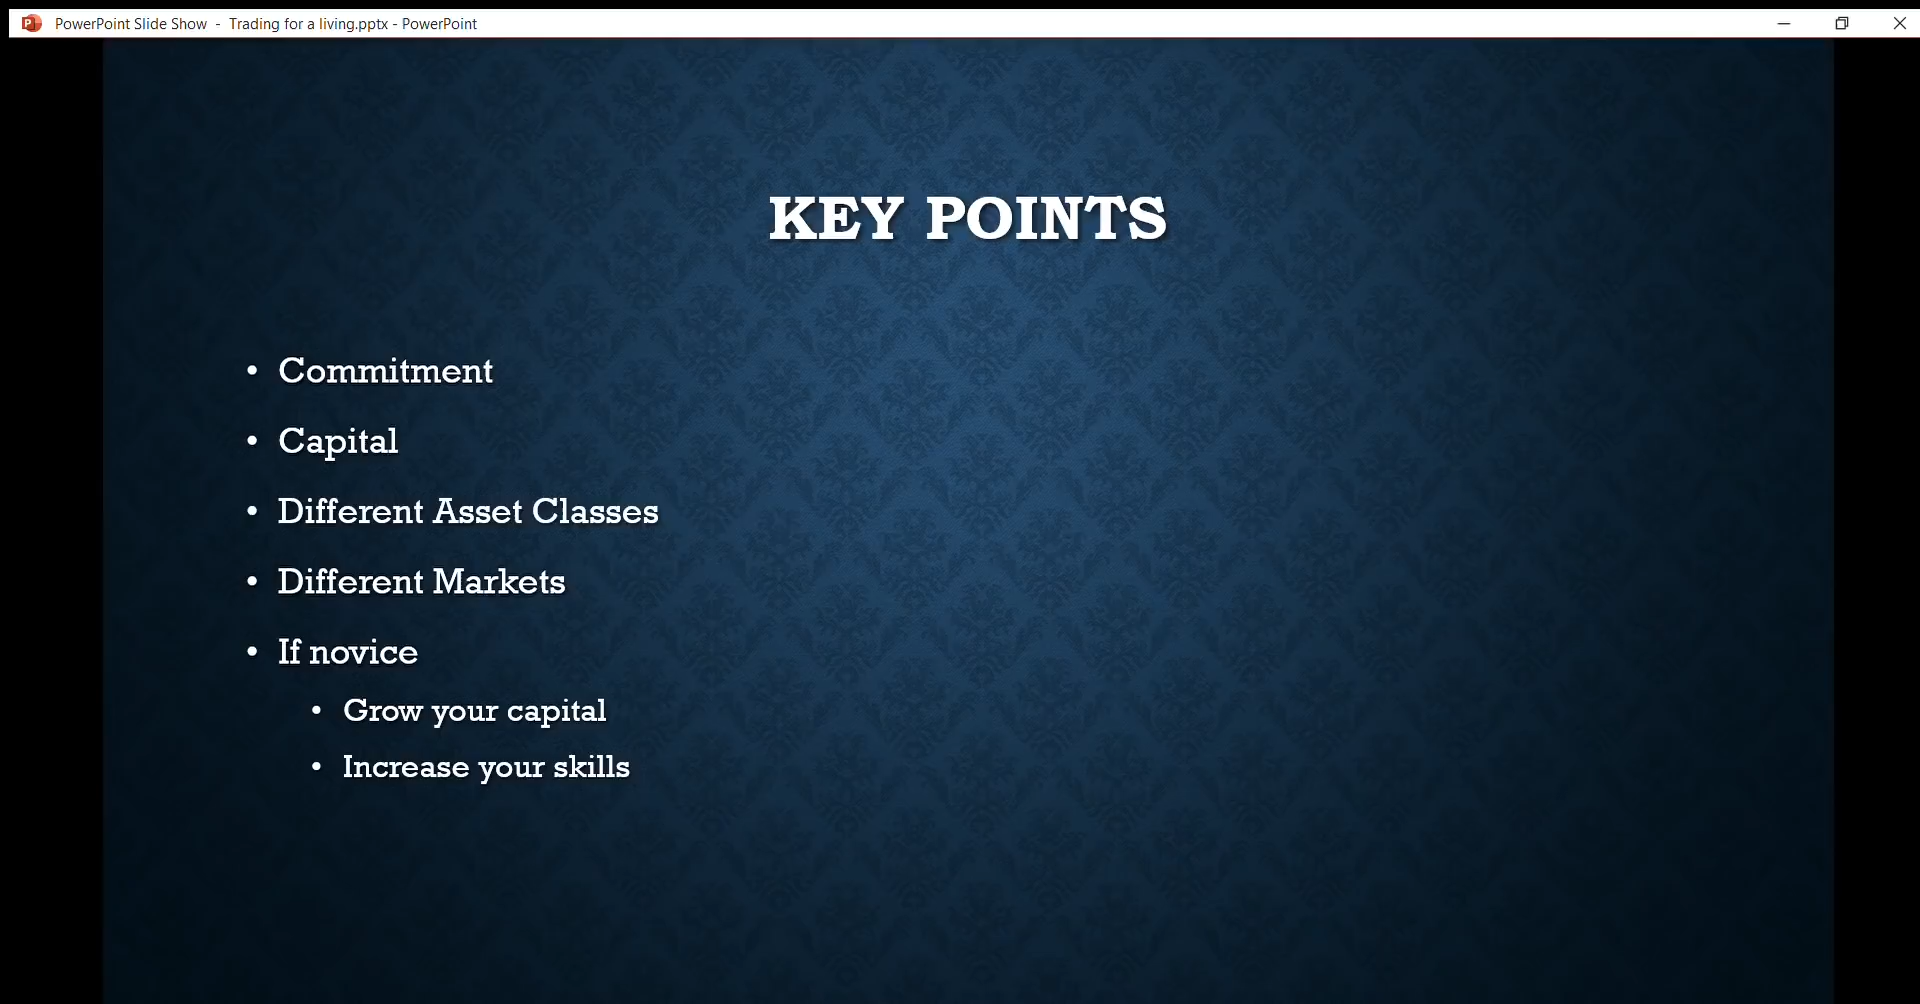 PowerPoint Slide Show - Trading for a living.pptx - PowerPoint
KEY POINTS
• Commitment
• Capital
• Different Asset Classes
• Different Markets
• If novice
• Grow your capital
• Increase your skills